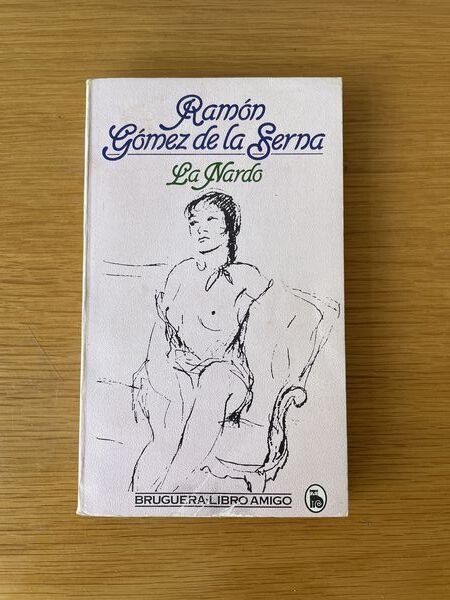 Ramón
Gómez de la Serna
La Nardo
BRUGUERA·LIBRO AMIGO